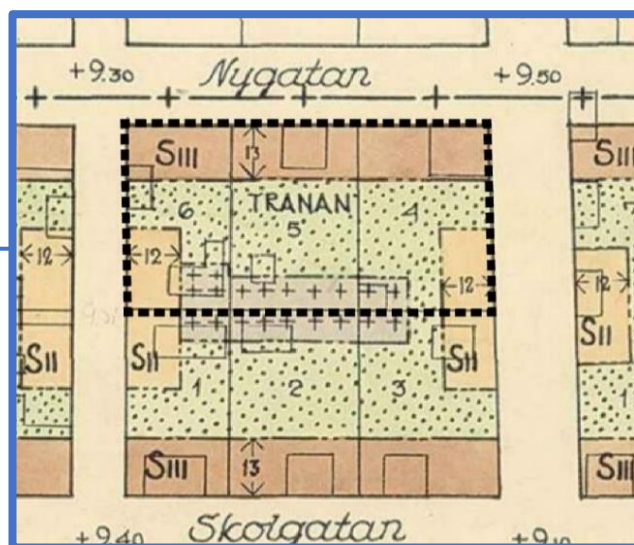 +9.30
+9.50
Nygatan
SIII
13
SIII
6
TRANAN
5
4
12
12
12
12
SII
SII
SII
SII
1
2
3
1
SIII
13
SIII
+9.40
Skolgatan
+9.10